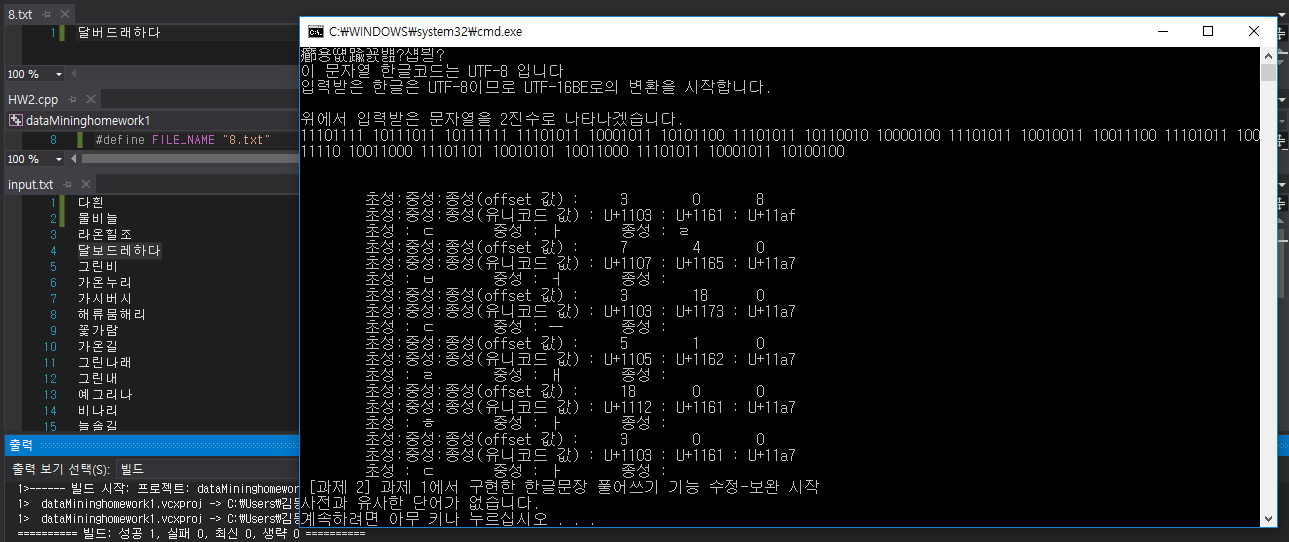 8.txt
1 달버드래하다
100 %
HW2.cpp
dataMininghomework1
8 #define FILE_NAME "8.txt"
100 %
input.txt
1 다흰
2 물비늘
3 라온힐조
4 달보드레하다
5 그린비
6 가온누리
7 가시버시
8 해류뭄해리
9 꽃가람
10 가온길
11 그린나래
12 그린내
13 예그리나
14 비나리
15 늘솔길
출력
출력 보기 선택(S): 빌드
1>------ 빌드 시작: 프로젝트: dataMininghomework
1> dataMininghomework1.vcxproj -> C:\Users\김동
1> dataMininghomework1.vcxproj -> C:\Users\김동
========== 빌드: 성공 1, 실패 0, 최신 0, 생략 0 ==========
C:\WINDOWS\system32\cmd.exe
이 문자열 한글코드는 UTF-8 입니다
입력받은 한글은 UTF-8이므로 UTF-16BE로의 변환을 시작합니다.
위에서 입력받은 문자열을 2진수로 나타나겠습니다.
11101111 10111011 10111111 11101011 10001011 10101100 11101011 10110010 10000100 11101011 10010011 10011100 11101011 100
11110 10011000 11101101 10010101 10011000 11101011 10001011 10100100
초성:중성:종성(offset 값) : 3 0 8
초성:중성:종성(유니코드 값) : U+1103 : U+1161 : U+11af
초성 : ㄷ 중성 : ㅏ 종성 : ㄹ
초성:중성:종성(offset 값) : 7 4 0
초성:중성:종성(유니코드 값) : U+1107 : U+1165 : U+11a7
초성 : ㅂ 중성 : ㅓ 종성 :
초성:중성:종성(offset 값) : 3 18 0
초성:중성:종성(유니코드 값) : U+1103 : U+1173 : U+11a7
초성 : ㄷ 중성 : ㅡ 종성 :
초성:중성:종성(offset 값) : 5 1 0
초성:중성:종성(유니코드 값) : U+1105 : U+1162 : U+11a7
초성 : ㄹ 중성 : ㅐ 종성 :
초성:중성:종성(offset 값) : 18 0 0
초성:중성:종성(유니코드 값) : U+1112 : U+1161 : U+11a7
초성 : ㅎ 중성 : ㅏ 종성 :
초성:중성:종성(offset 값) : 3 0 0
초성:중성:종성(유니코드 값) : U+1103 : U+1161 : U+11a7
초성 : ㄷ 중성 : ㅏ 종성 :
[과제 2] 과제 1에서 구현한 한글문장 풀어쓰기 기능 수정-보완 시작
사전과 유사한 단어가 없습니다.
계속하려면 아무 키나 누르십시오 . . .